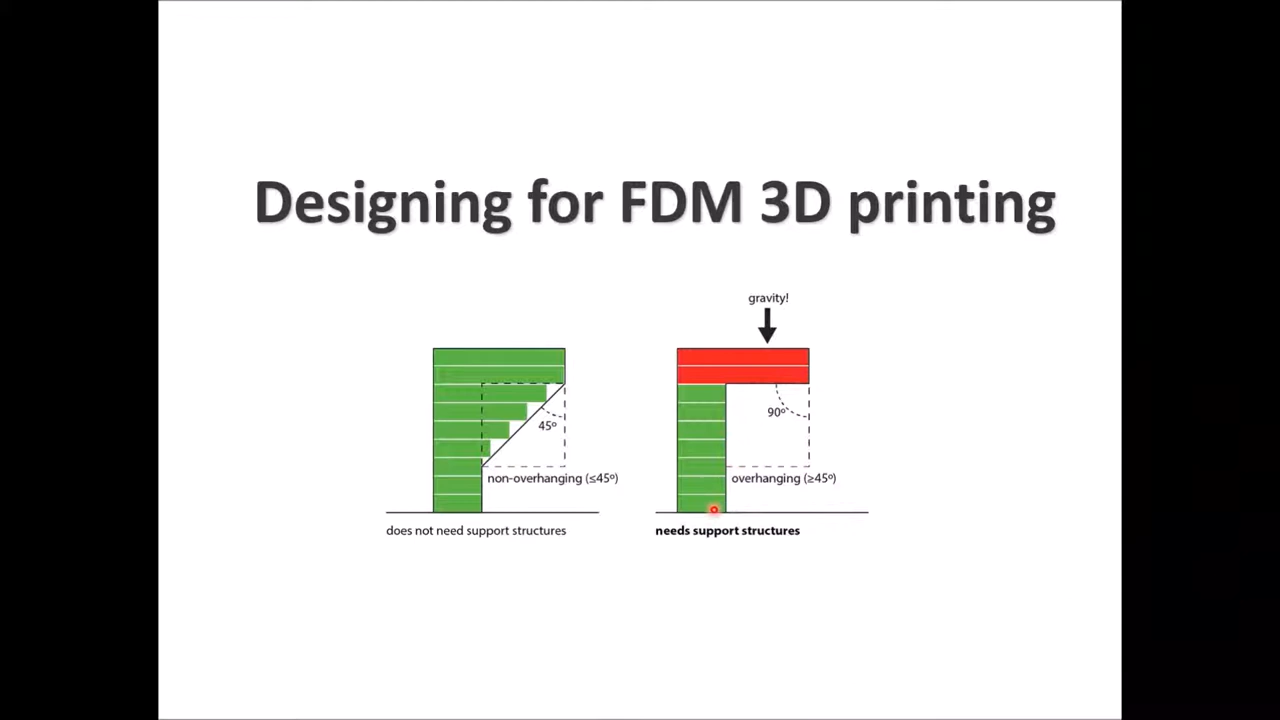 Designing for FDM 3D printing
gravity!
45º
90º
non-overhanging (≤45º)
overhanging (≥45º)
does not need support structures
needs support structures